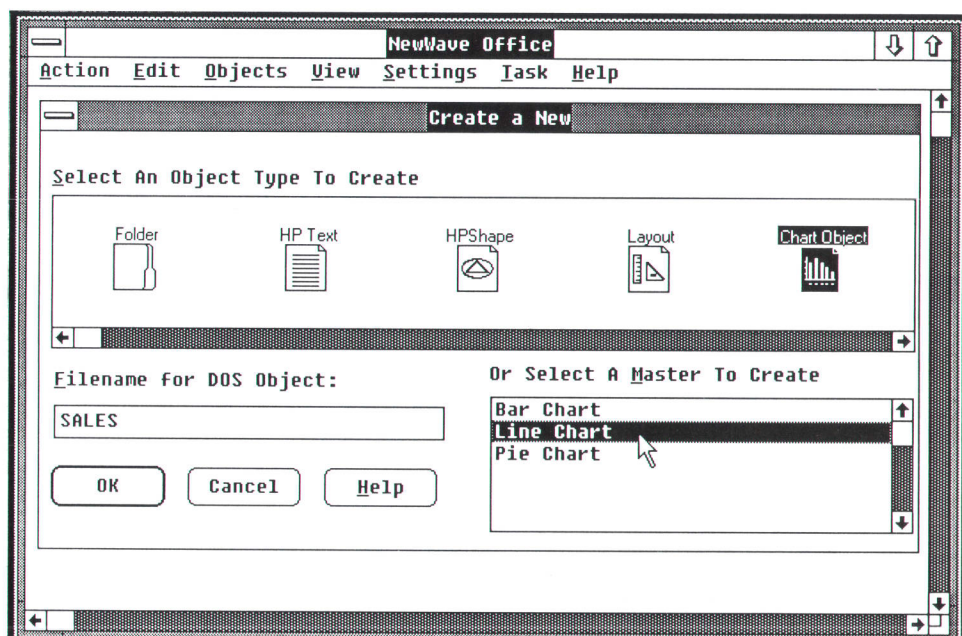 NewWave Office
Action Edit Objects View Settings Task Help
Create a New
Select An Object Type To Create
Folder
HP Text
HPShape
Layout
Chart Object
Filename for DOS Object:
SALES
OK
Cancel
Help
Or Select A Master To Create
Bar Chart
Line Chart
Pie Chart